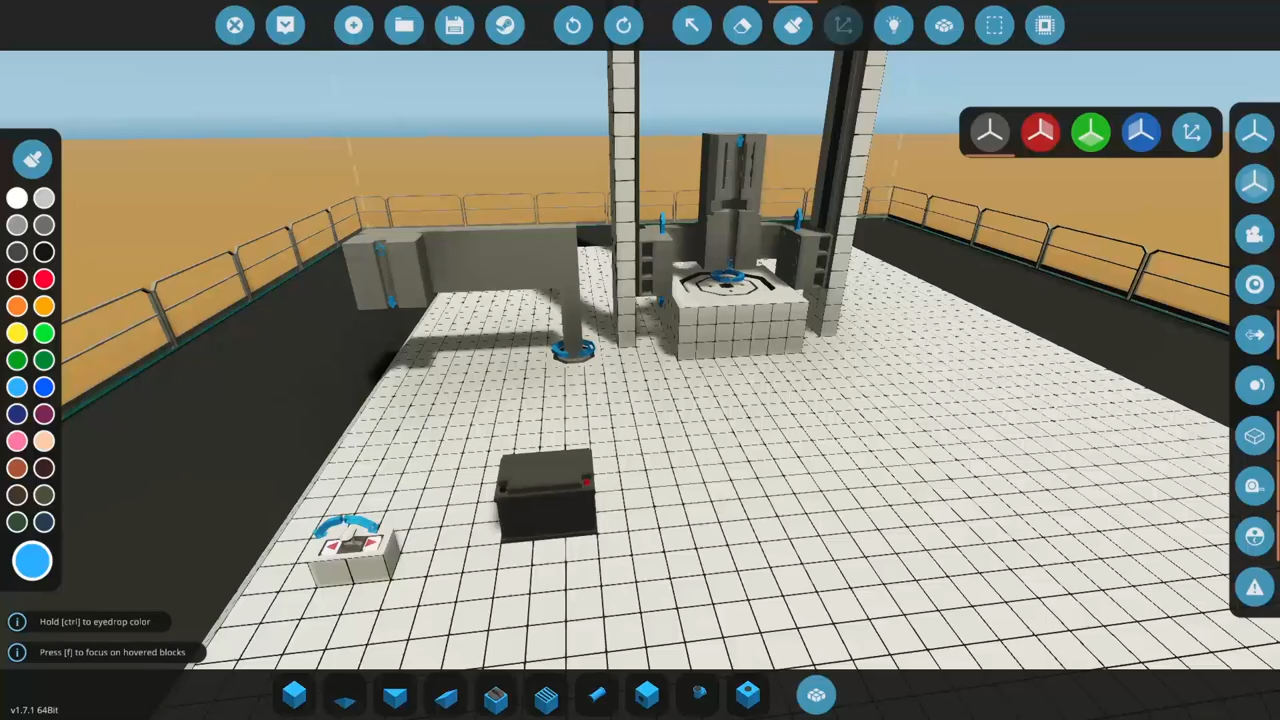 Hold [ctrl] to eyedrop color
Press [f] to focus on hovered blocks
v1.7.1 64Bit